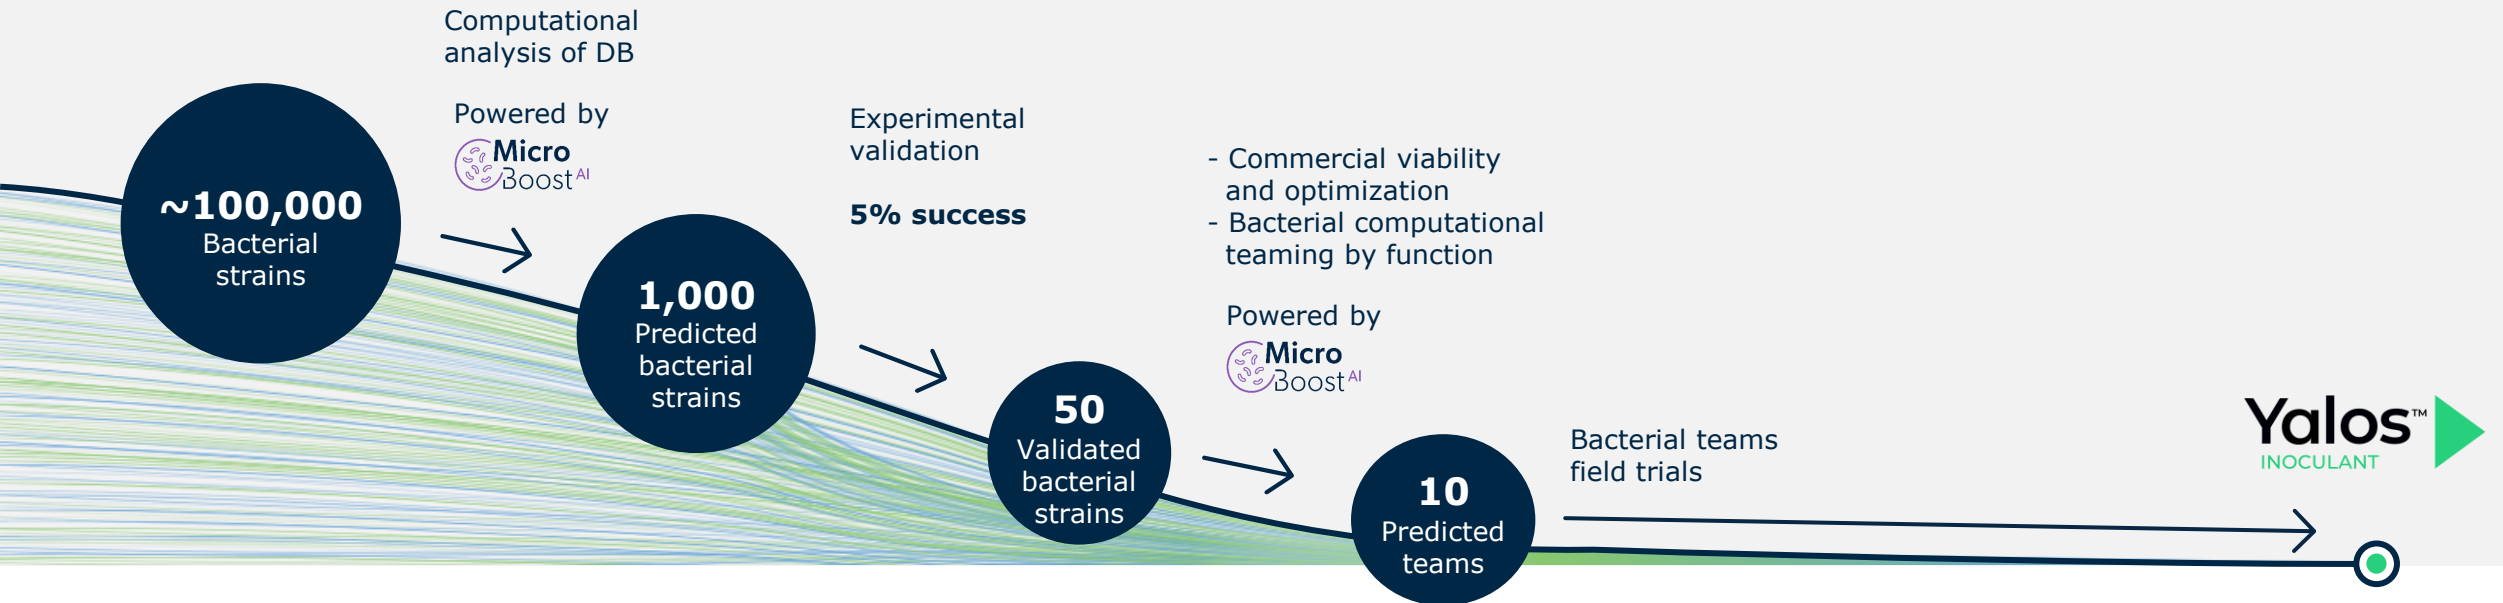 Computational
analysis of DB
Powered by
Micro
Boost AI
~100,000
Bacterial
strains
Experimental
validation
5% success
1,000
Predicted
bacterial
strains
- Commercial viability
and optimization
- Bacterial computational
teaming by function
Powered by
Micro
Boost AI
50
Validated
bacterial
strains
10
Predicted
teams
Bacterial teams
field trials
Yalos™
INOCULANT